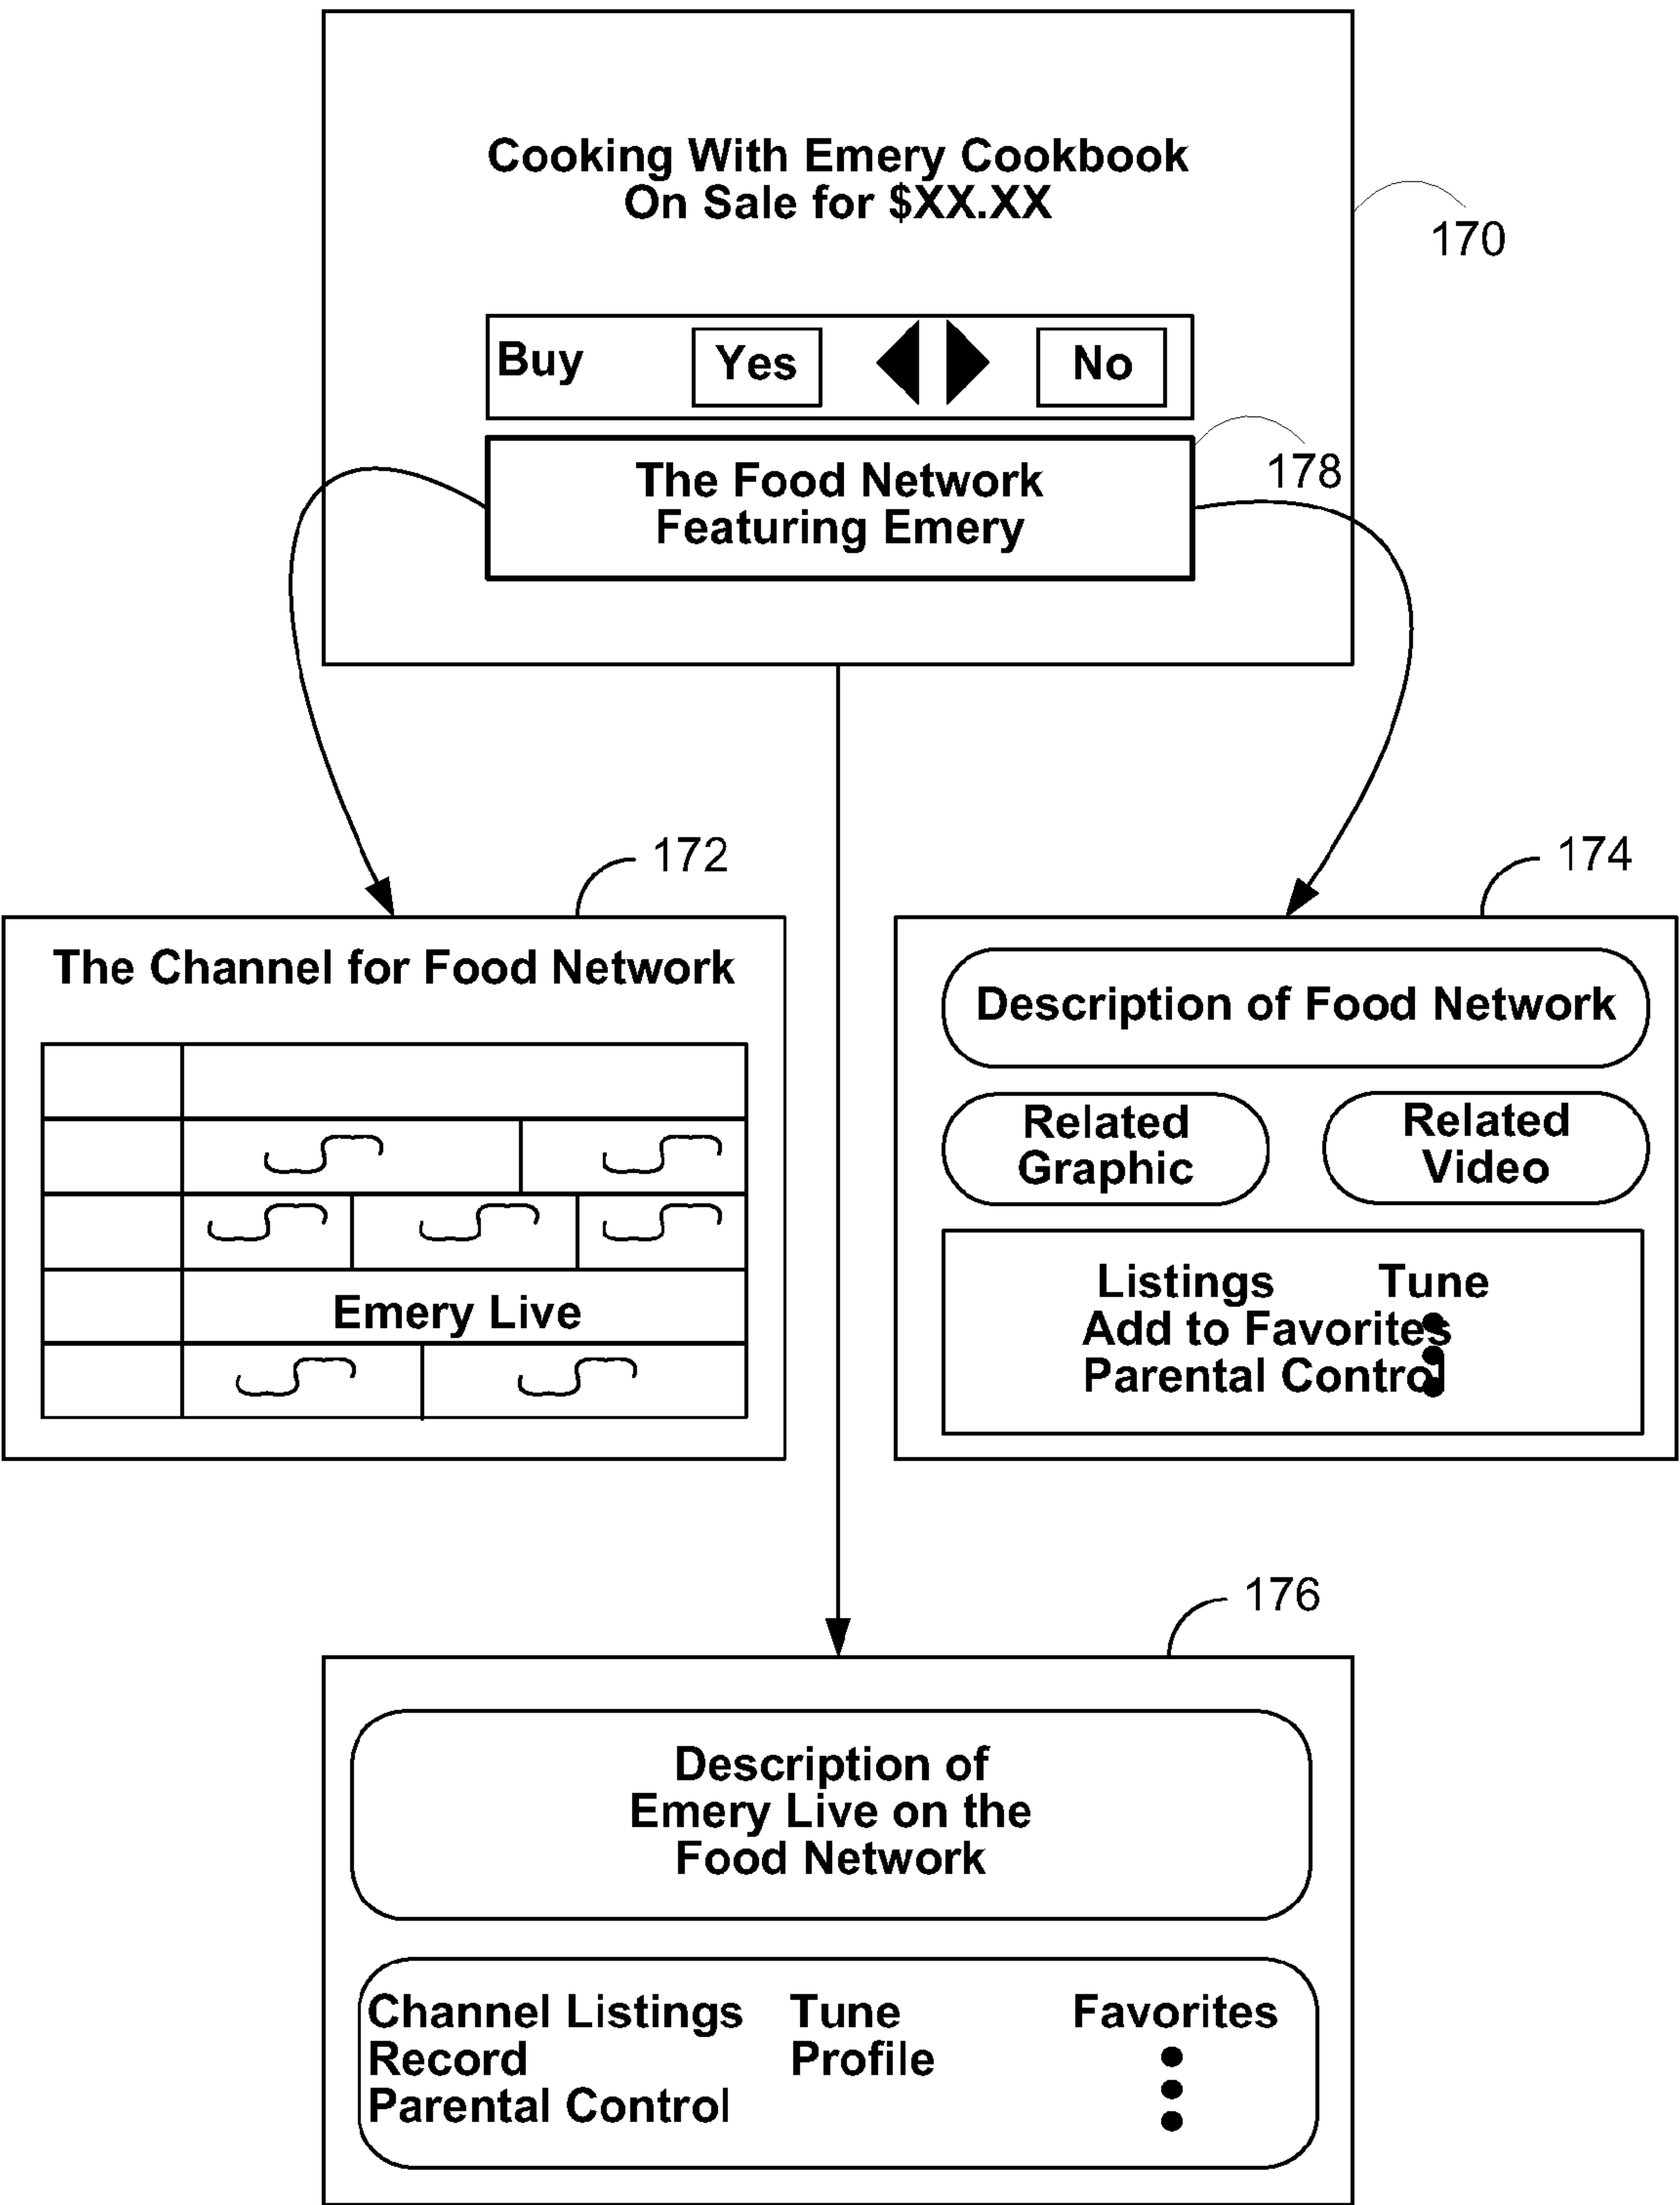 Cooking With Emery Cookbook
On Sale for $XX.XX
170
Buy Yes No
178
The Food Network
Featuring Emery
172
174
The Channel for Food Network
Emery Live
Description of Food Network
Related
Graphic
Related
Video
Listings Tune
Add to Favorites
Parental Control
176
Description of
Emery Live on the
Food Network
Channel Listings Tune Favorites
Record Profile
Parental Control